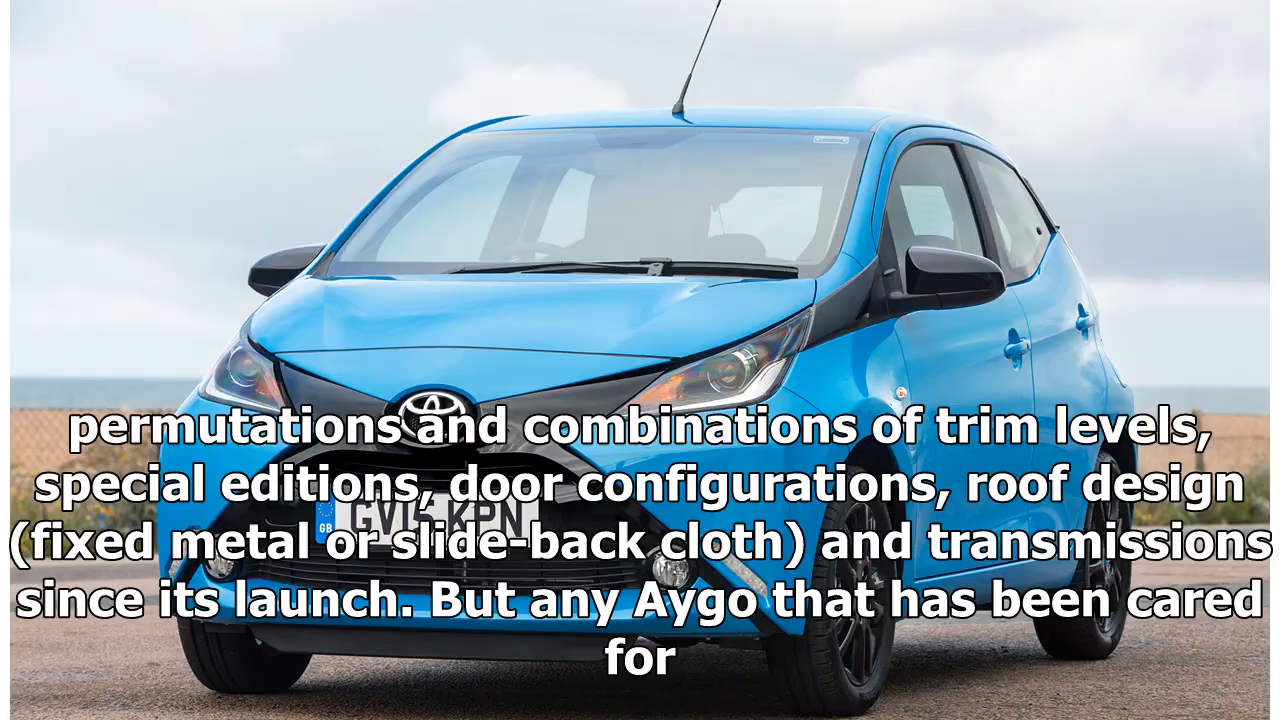 permutations and combinations of trim levels,
special editions, door configurations, roof design
GB
(fixed metal or slide-back cloth) and transmissions
since its launch. But any Aygo that has been cared
for